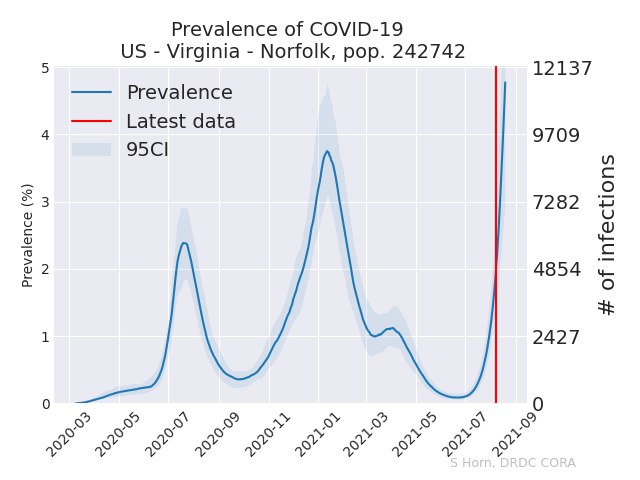 Prevalence of COVID-19
US - Virginia - Norfolk, pop. 242742
Prevalence
Latest data
95CI
Prevalence (%)
5
4
3
2
1
0
12137
9709
7282
4854
2427
0
# of infections
2020-03
2020-05
2020-07
2020-09
2020-11
2021-01
2021-03
2021-05
2021-07
2021-09
S Horn, DRDC CORA